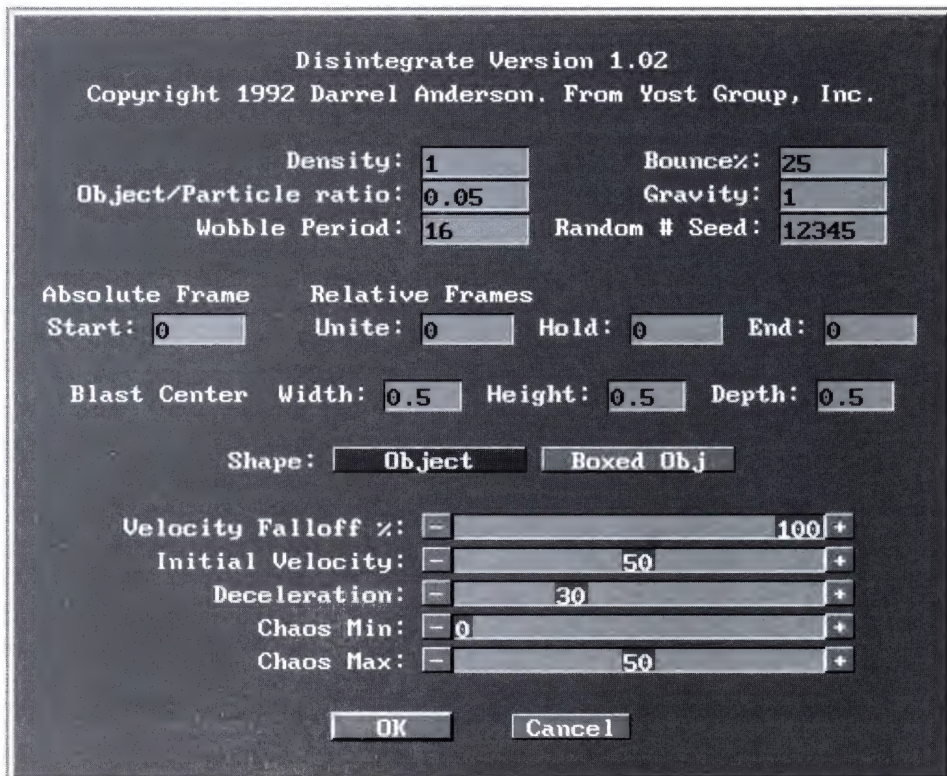 Disintegrate Version 1.02
Copyright 1992 Darrel Anderson. From Yost Group, Inc.
Density: 1 Bounce%: 25
Object/Particle ratio: 0.05 Gravity: 1
Wobble Period: 16 Random # Seed: 12345
Absolute Frame Relative Frames
Start: 0 Unite: 0 Hold: 0 End: 0
Blast Center Width: 0.5 Height: 0.5 Depth: 0.5
Shape: Object Boxed Obj
Velocity Falloff %: - 100 +
Initial Velocity: - 50 +
Deceleration: - 30 +
Chaos Min: - 0 +
Chaos Max: - 50 +
OK Cancel